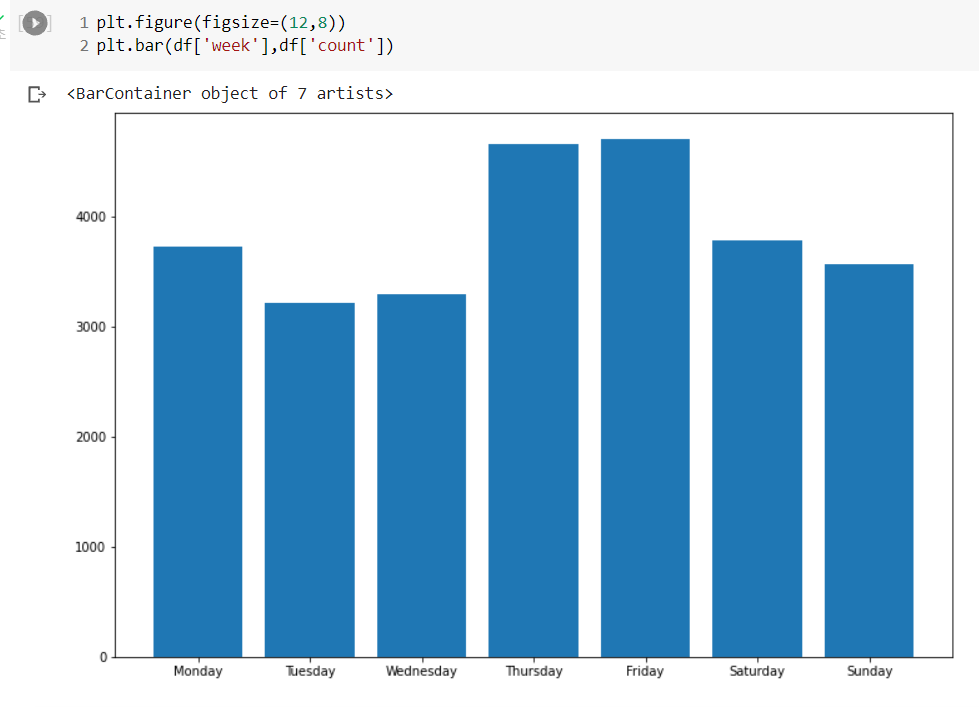 1 plt.figure(figsize=(12,8))
2 plt.bar(df['week'],df['count'])
<BarContainer object of 7 artists>
4000
3000
2000
1000
0
Monday Tuesday Wednesday Thursday Friday Saturday Sunday